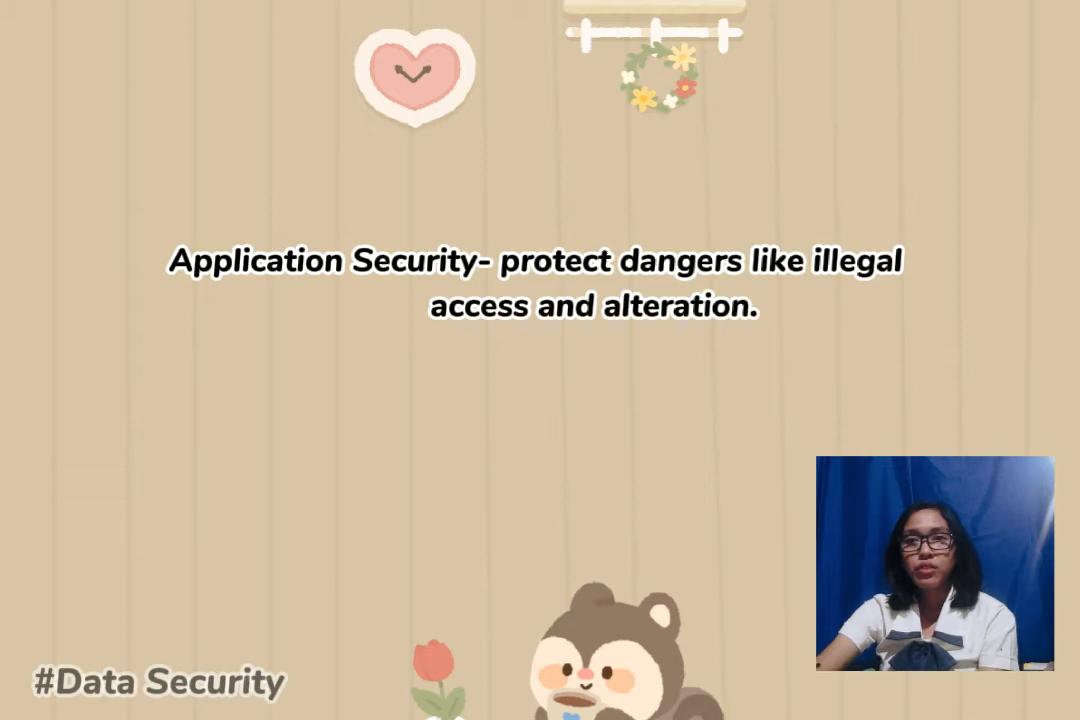 Application Security- protect dangers like illegal
access and alteration.
#Data Security